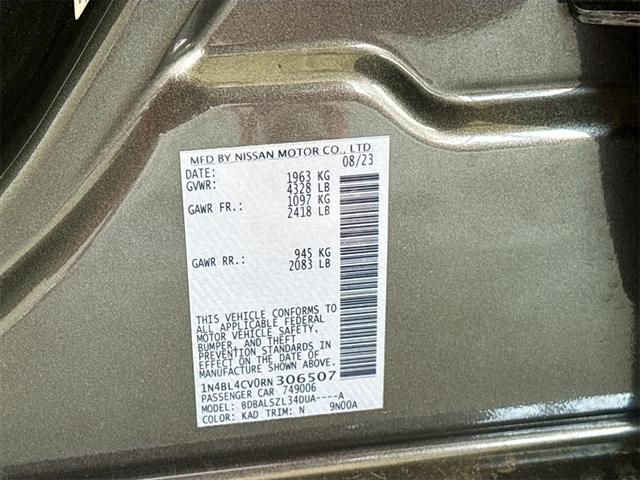 MFD BY NISSAN MOTOR CO., LTD
DATE: 08/23
GVWR: 1963 KG
4328 LB
GAWR FR.: 1097 KG
2418 LB
GAWR RR.: 945 KG
2083 LB
THIS VEHICLE CONFORMS TO
ALL APPLICABLE FEDERAL
MOTOR VEHICLE SAFETY,
BUMPER, AND THEFT
PREVENTION STANDARDS IN
EFFECT ON THE DATE OF
MANUFACTURE SHOWN ABOVE.
1N4BL4CV0RN306507
PASSENGER CAR 749006
MODEL: BDBALSZL34DUA----A
COLOR: KAD TRIM: N 9N00A